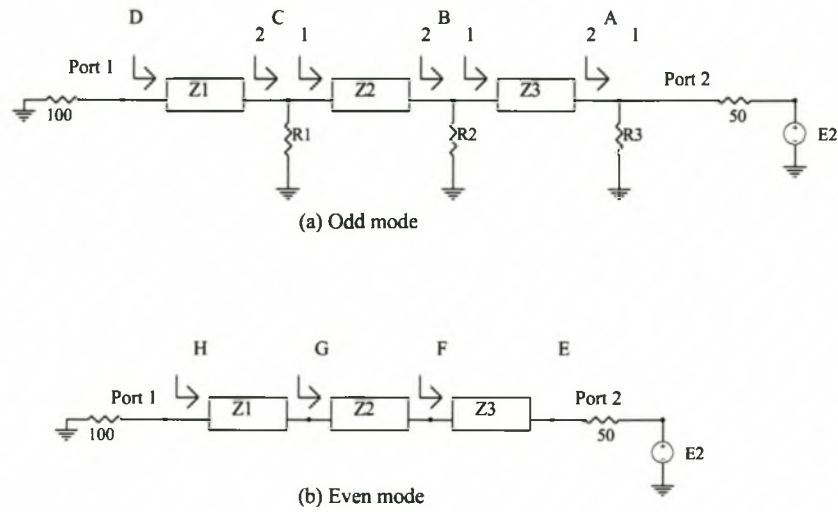 D C B A
2 1 2 1 2 1
Port 1 Port 2
Z1 Z2 Z3
100 50
R1 R2 R3 E2
(a) Odd mode
H G F E
Port 1 Port 2
Z1 Z2 Z3
100 50
E2
(b) Even mode